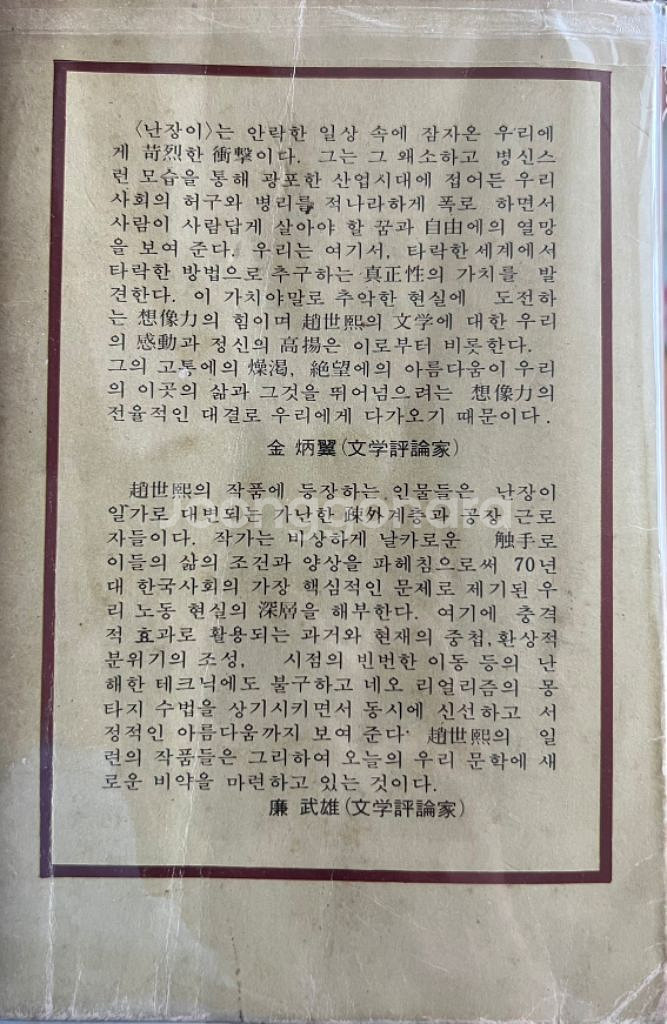 〈난장이〉는 안락한 일상 속에 잠자온 우리에
게 苛烈한 衝撃이다. 그는 그 왜소하고 병신스
런 모습을 통해 광포한 산업시대에 접어든 우리
사회의 허구와 병리를 적나라하게 폭로 하면서
사람이 사람답게 살아야 할 꿈과 自由에의 열망
을 보여 준다. 우리는 여기서, 타락한 세계에서
타락한 방법으로 추구하는 真正性의 가치를 발
견한다. 이 가치야말로 추악한 현실에 도전하
는 想像力의 힘이며 趙世熙의 文学에 대한 우리
의 感動과 정신의 高揚은 이로부터 비롯한다.
그의 고통에의 燥渴, 絶望에의 아름다움이 우리
의 이곳의 삶과 그것을 뛰어넘으려는 想像力의
전율적인 대결로 우리에게 다가오기 때문이다.
金 炳翼(文学評論家)
趙世熙의 작품에 등장하는 인물들은 난장이
일가로 대변되는 가난한 疎外계층과 공장 근로
자들이다. 작가는 비상하게 날카로운 触手로
이들의 삶의 조건과 양상을 파헤침으로써 70년
대 한국사회의 가장 핵심적인 문제로 제기된 우
리 노동 현실의 深層을 해부한다. 여기에 충격
적 효과로 활용되는 과거와 현재의 중첩, 환상적
분위기의 조성, 시점의 빈번한 이동 등의 난
해한 테크닉에도 불구하고 네오 리얼리즘의 몽
타지 수법을 상기시키면서 동시에 신선하고 서
정적인 아름다움까지 보여 준다. 趙世熙의 일
련의 작품들은 그리하여 오늘의 우리 문학에 새
로운 비약을 마련하고 있는 것이다.
廉 武雄(文学評論家)